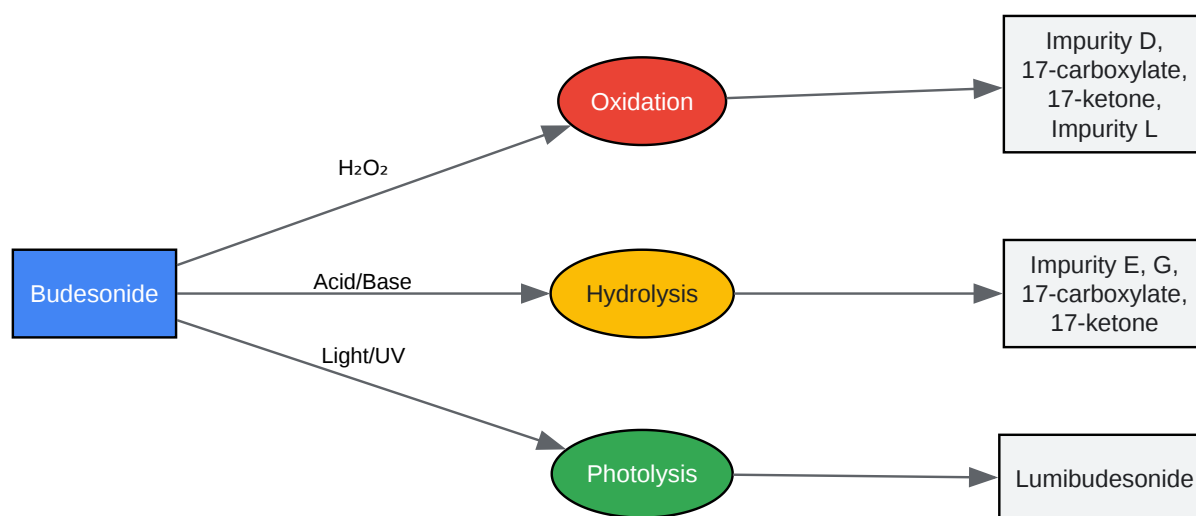 Budesonide
H₂O₂
Acid/Base
Light/UV
Oxidation
Hydrolysis
Photolysis
Impurity D,
17-carboxylate,
17-ketone,
Impurity L
Impurity E, G,
17-carboxylate,
17-ketone
Lumibudesonide